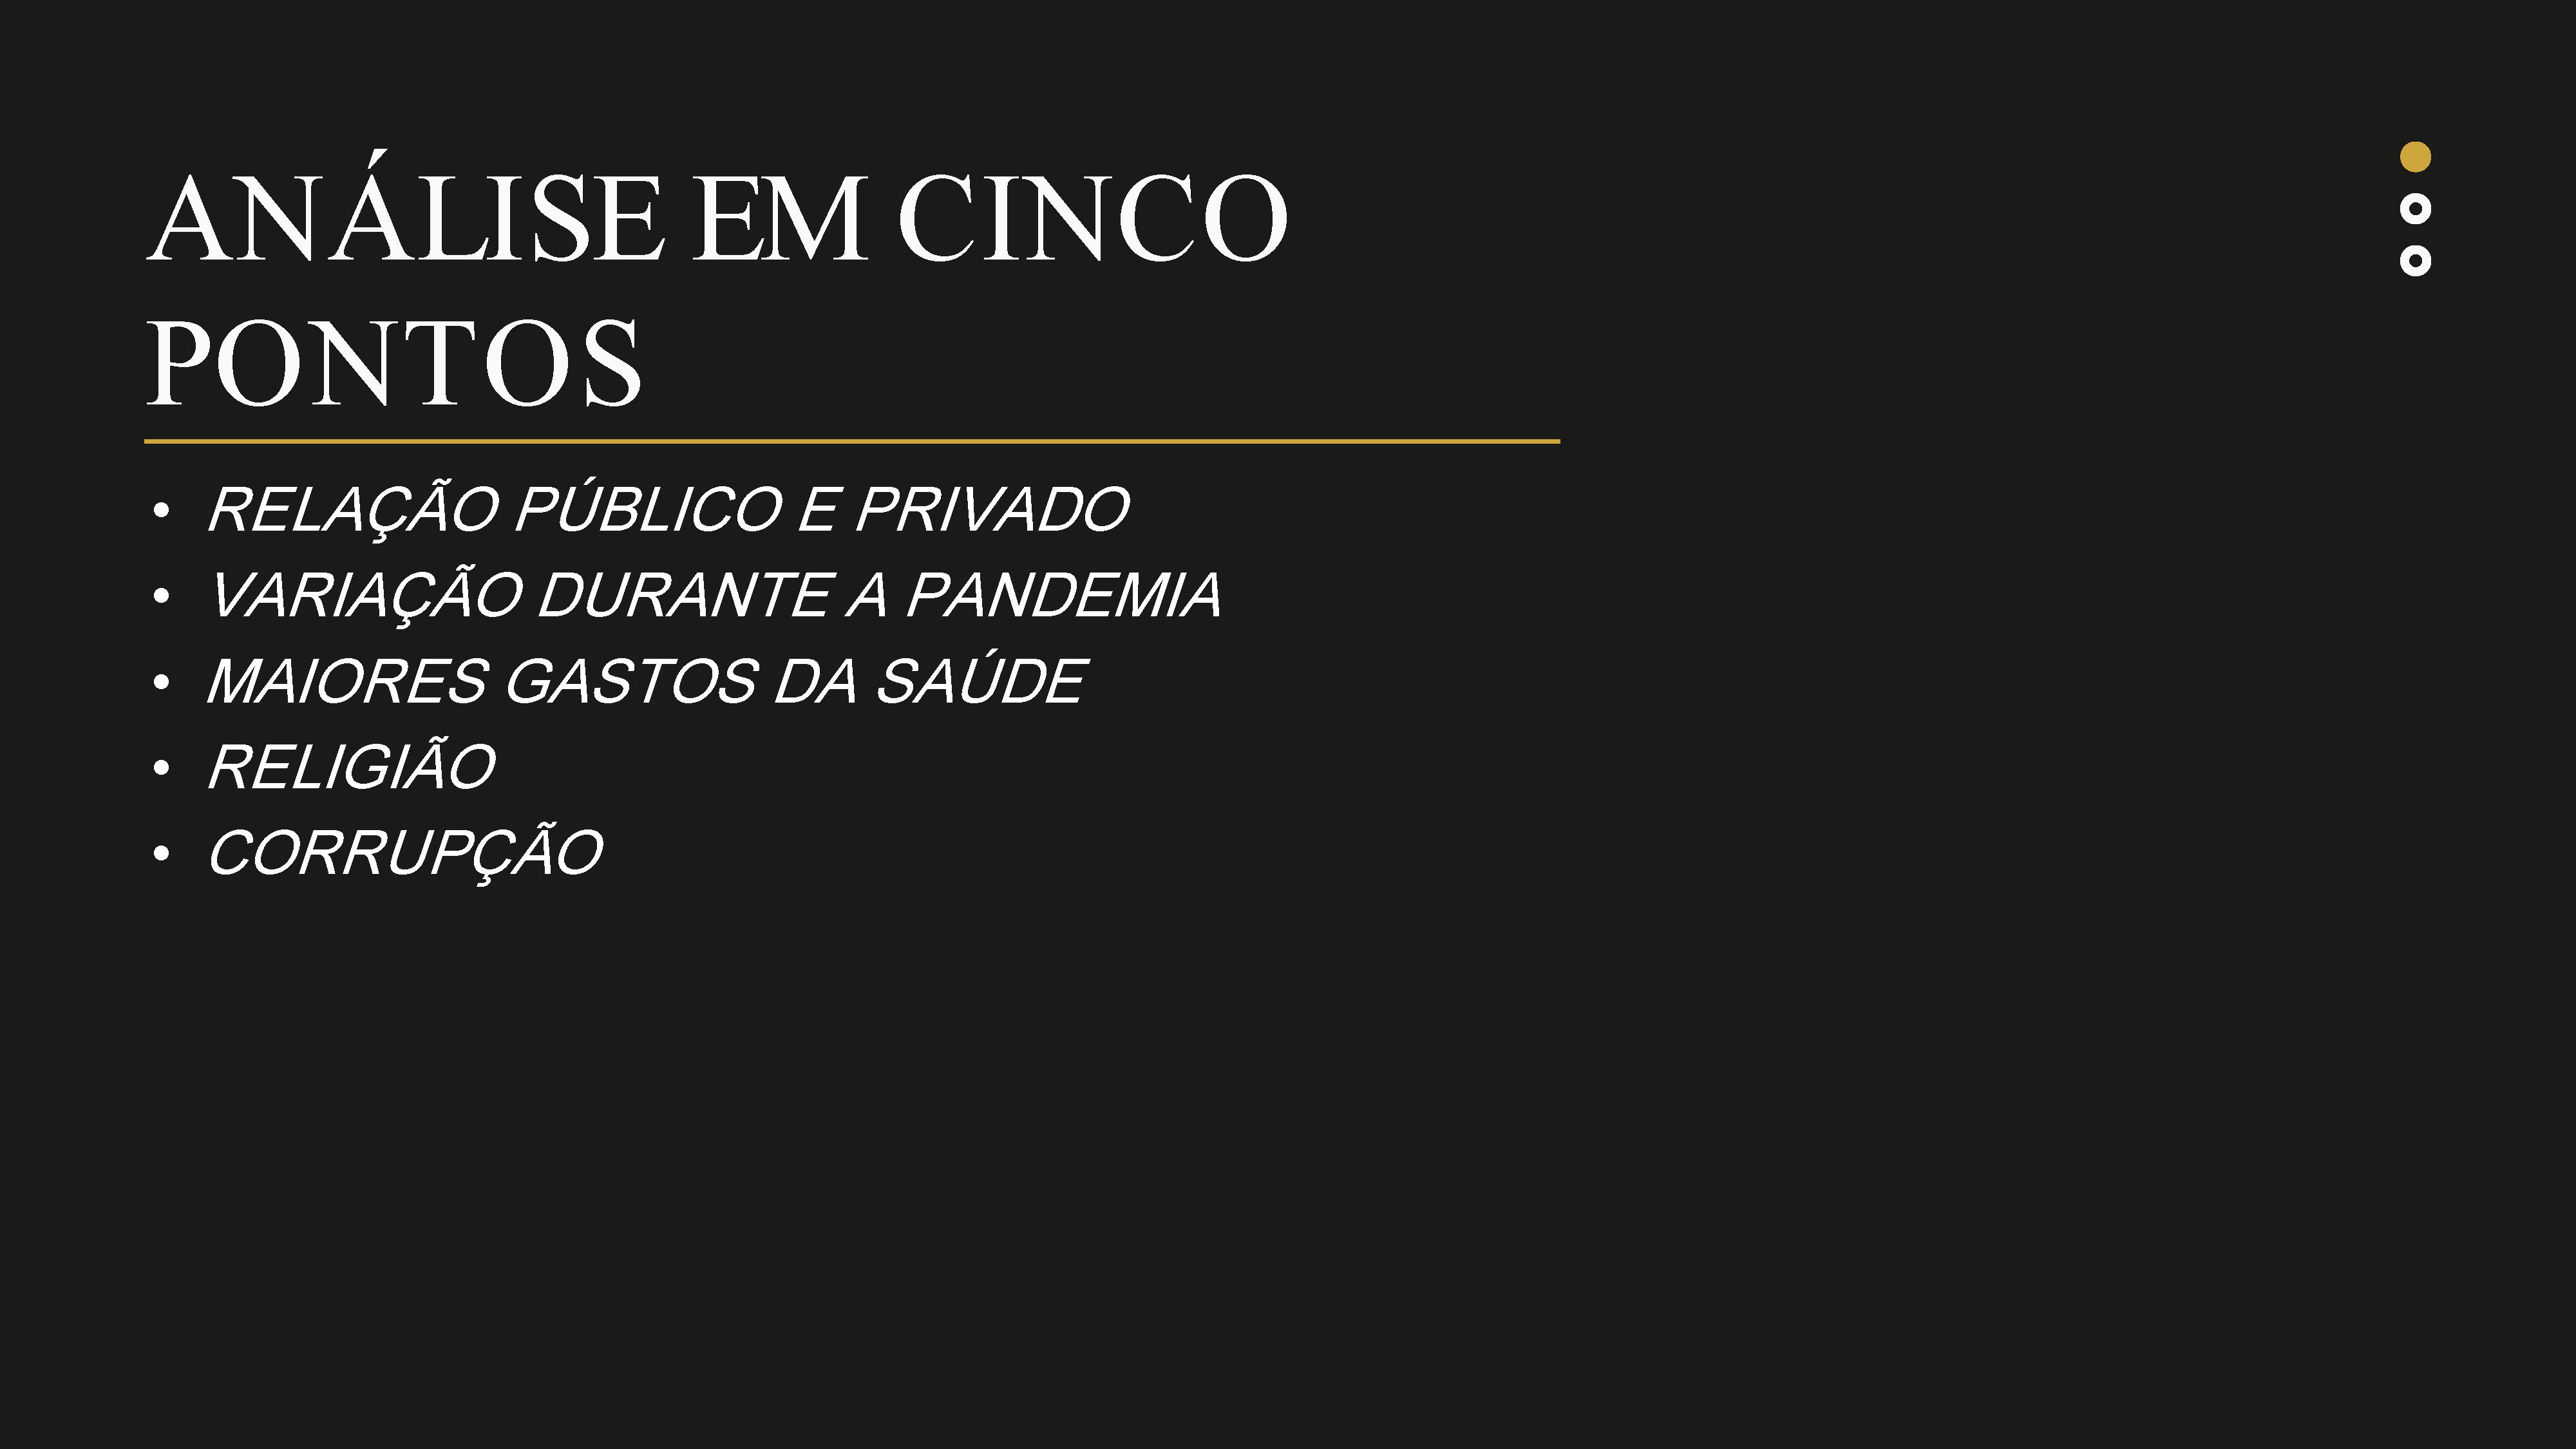 ANÁLISE EM CINCO
PONTOS
• RELAÇÃO PÚBLICO E PRIVADO
• VARIAÇÃO DURANTE A PANDEMIA
• MAIORES GASTOS DA SAÚDE
• RELIGIÃO
• CORRUPÇÃO